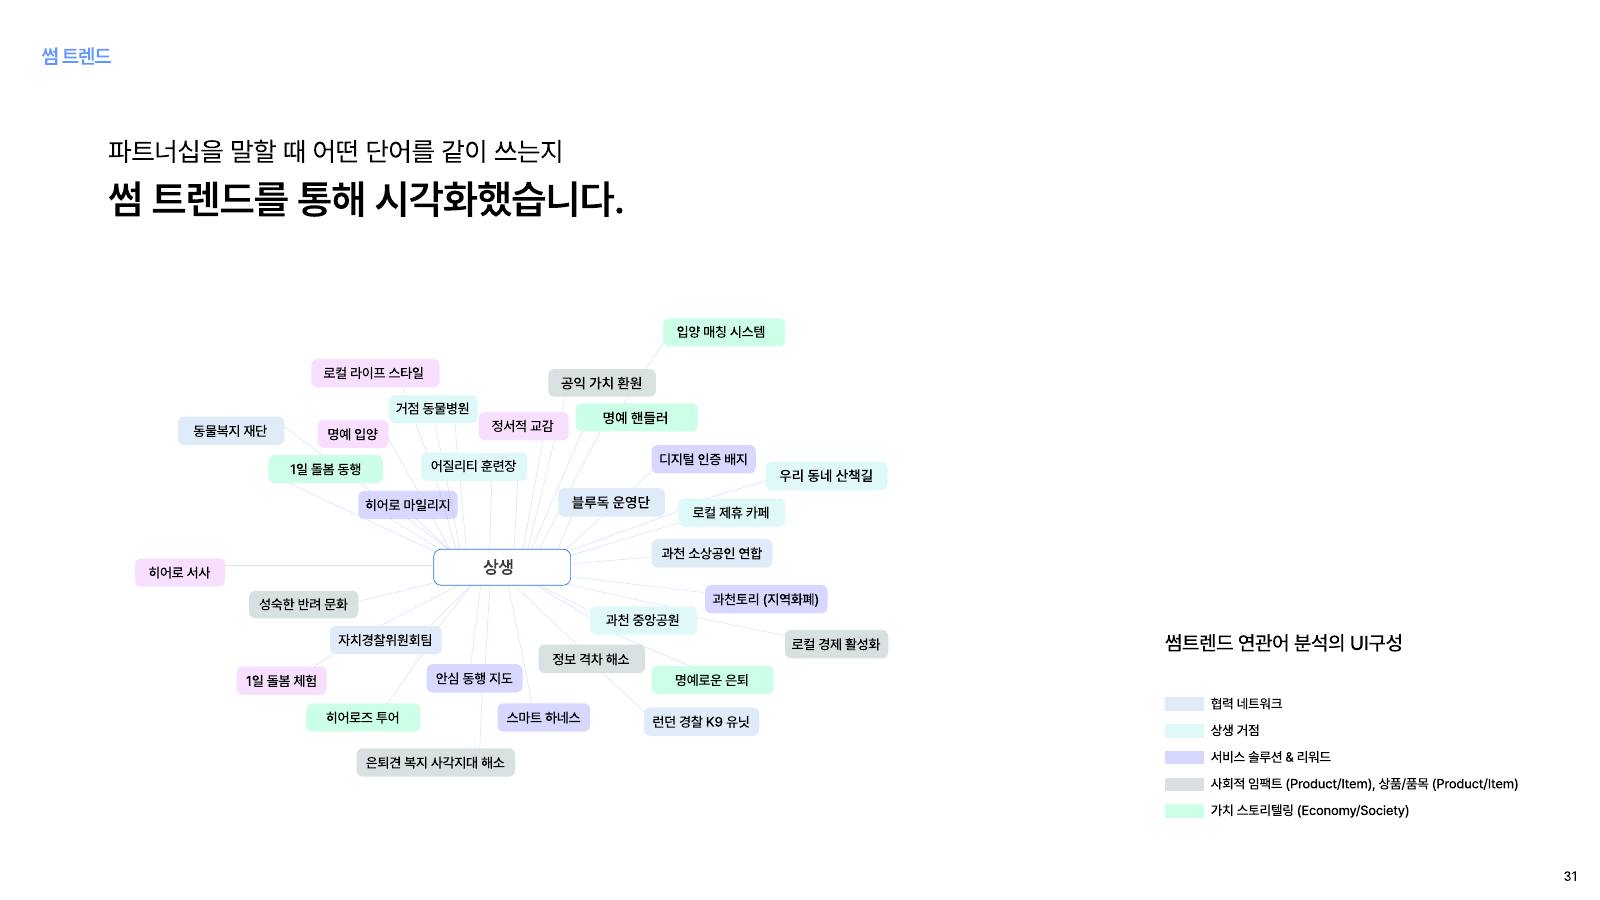 썸 트렌드
파트너십을 말할 때 어떤 단어를 같이 쓰는지
썸 트렌드를 통해 시각화했습니다.
입양 매칭 시스템
로컬 라이프 스타일
공익 가치 환원
거점 동물병원
명예 핸들러
정서적 교감
동물복지 재단
명예 입양
디지털 인증 배지
1일 돌봄 동행
어질리티 훈련장
우리 동네 산책길
히어로 마일리지
블루독 운영단
로컬 제휴 카페
과천 소상공인 연합
상생
히어로 서사
성숙한 반려 문화
과천토리 (지역화폐)
과천 중앙공원
자치경찰위원회팀
로컬 경제 활성화
정보 격차 해소
1일 돌봄 체험
안심 동행 지도
명예로운 은퇴
히어로즈 투어
스마트 하네스
런던 경찰 K9 유닛
은퇴견 복지 사각지대 해소
썸트렌드 연관어 분석의 UI구성
협력 네트워크
상생 거점
서비스 솔루션 & 리워드
사회적 임팩트 (Product/Item), 상품/품목 (Product/Item)
가치 스토리텔링 (Economy/Society)
31